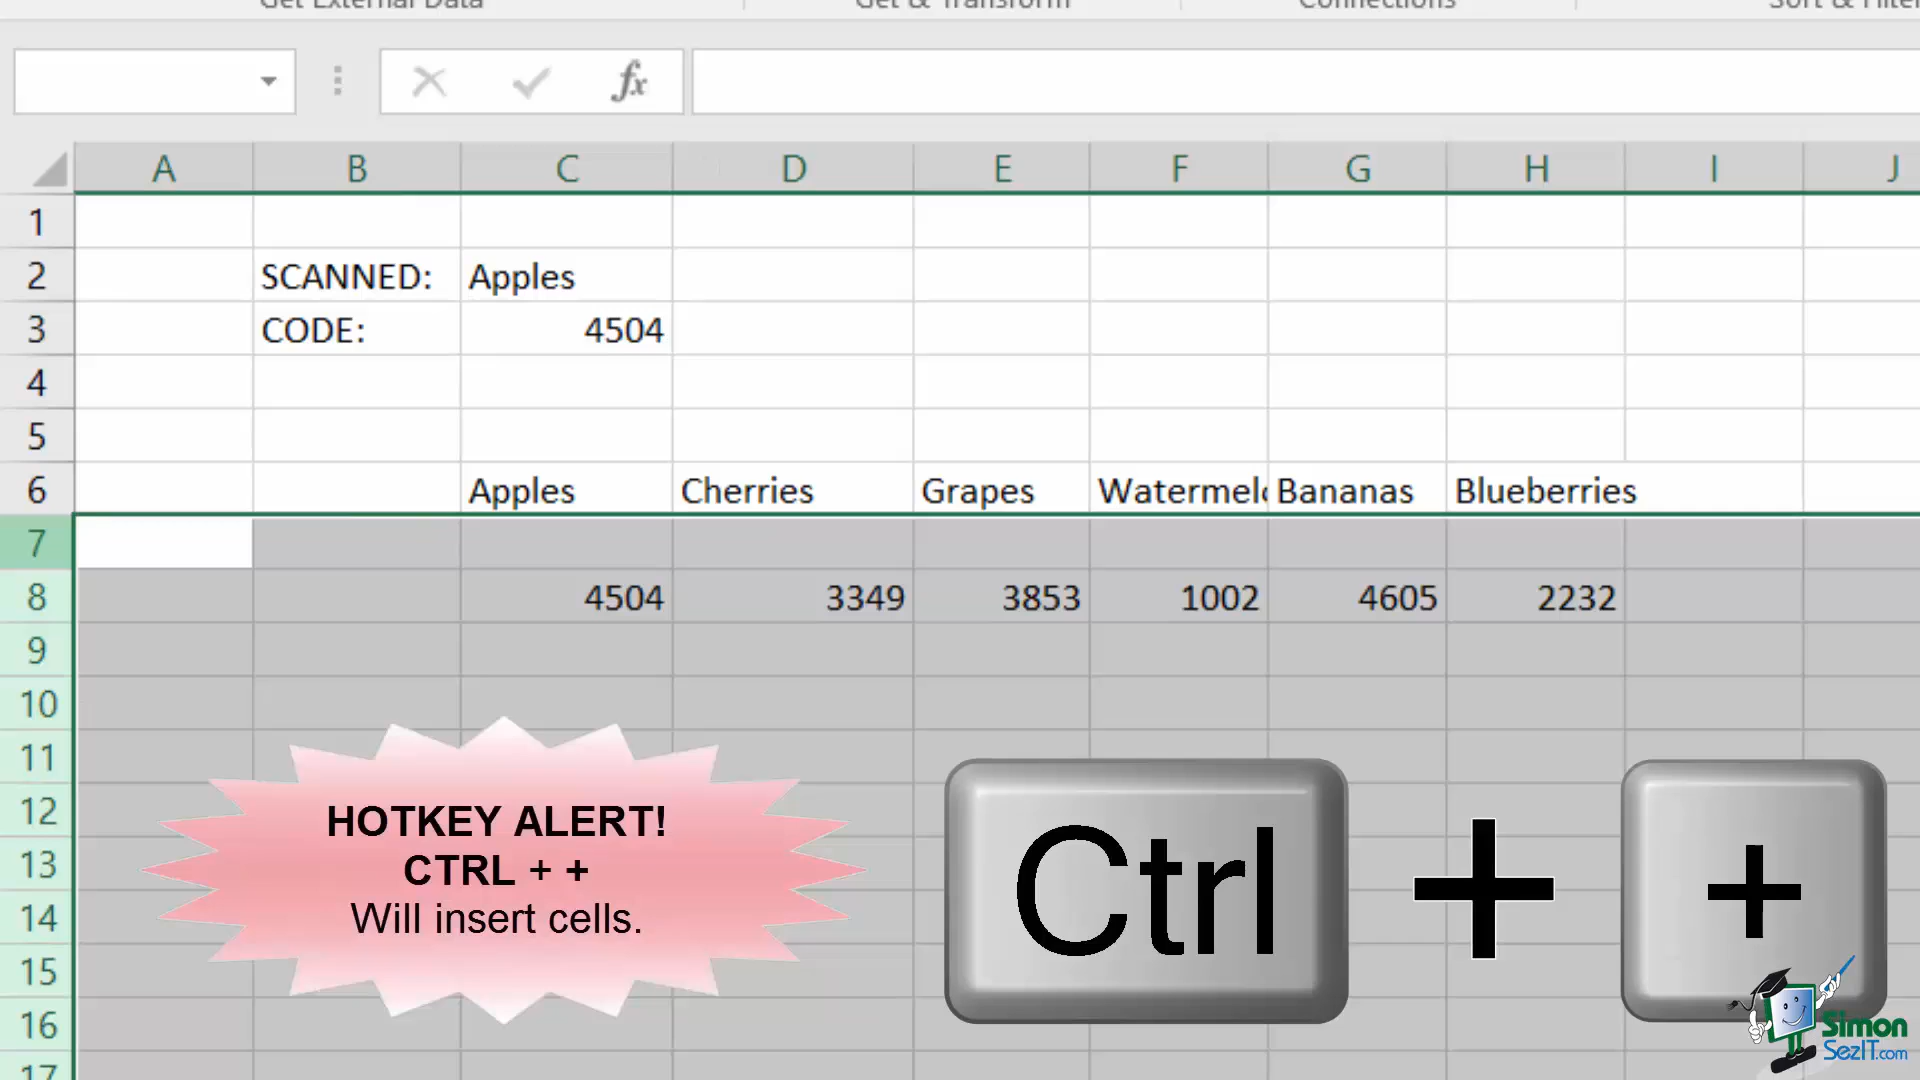 Get External Data Get & Transform Connections Sort & Filter
fx
A B C D E F G H I J
1
2 SCANNED: Apples
3 CODE: 4504
4
5
6 Apples Cherries Grapes Watermelo Bananas Blueberries
7
8 4504 3349 3853 1002 4605 2232
9
10
11
12
13
14
15
16
17
HOTKEY ALERT!
CTRL + +
Will insert cells.
Ctrl + +
Simon
SezIT.com